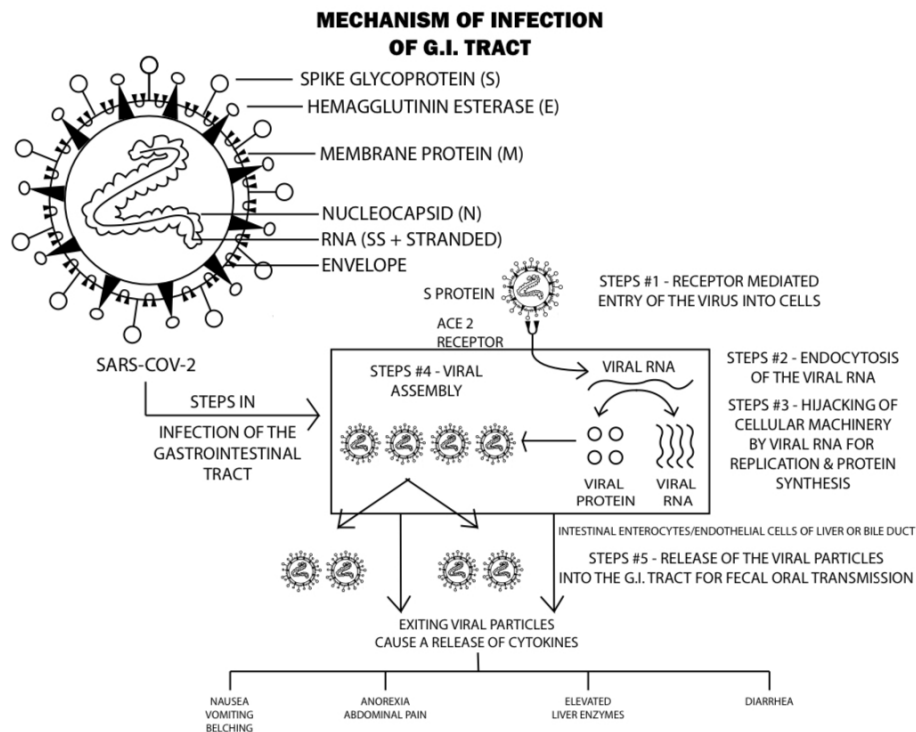 MECHANISM OF INFECTION
OF G.I. TRACT
SPIKE GLYCOPROTEIN (S)
HEMAGGLUTININ ESTERASE (E)
MEMBRANE PROTEIN (M)
NUCLEOCAPSID (N)
RNA (SS + STRANDED)
ENVELOPE
SARS-COV-2
STEPS IN
INFECTION OF THE
GASTROINTESTINAL
TRACT
S PROTEIN
ACE 2
RECEPTOR
STEPS #1 - RECEPTOR MEDIATED
ENTRY OF THE VIRUS INTO CELLS
STEPS #2 - ENDOCYTOSIS
OF THE VIRAL RNA
STEPS #3 - HIJACKING OF
CELLULAR MACHINERY
BY VIRAL RNA FOR
REPLICATION & PROTEIN
SYNTHESIS
STEPS #4 - VIRAL
ASSEMBLY
VIRAL RNA
VIRAL
PROTEIN
VIRAL
RNA
INTESTINAL ENTEROCYTES/ENDOTHELIAL CELLS OF LIVER OR BILE DUCT
STEPS #5 - RELEASE OF THE VIRAL PARTICLES
INTO THE G.I. TRACT FOR FECAL ORAL TRANSMISSION
EXITING VIRAL PARTICLES
CAUSE A RELEASE OF CYTOKINES
NAUSEA
VOMITING
BELCHING
ANOREXIA
ABDOMINAL PAIN
ELEVATED
LIVER ENZYMES
DIARRHEA